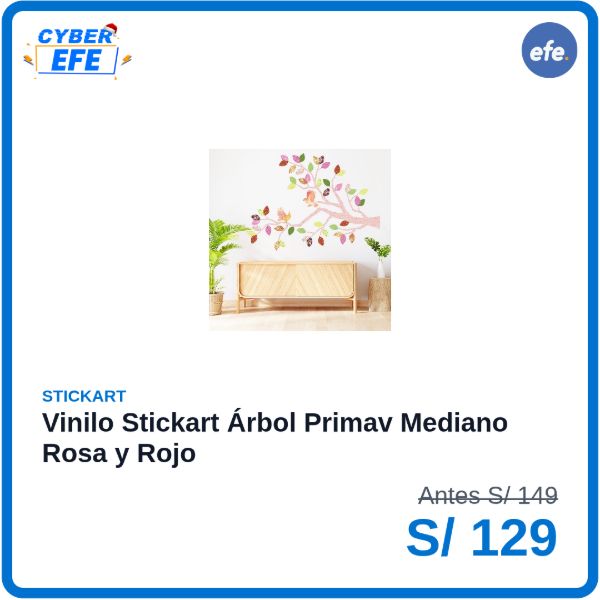 CYBER
EFE
efe.
STICKART
Vinilo Stickart Árbol Primav Mediano
Rosa y Rojo
Antes S/ 149
S/ 129